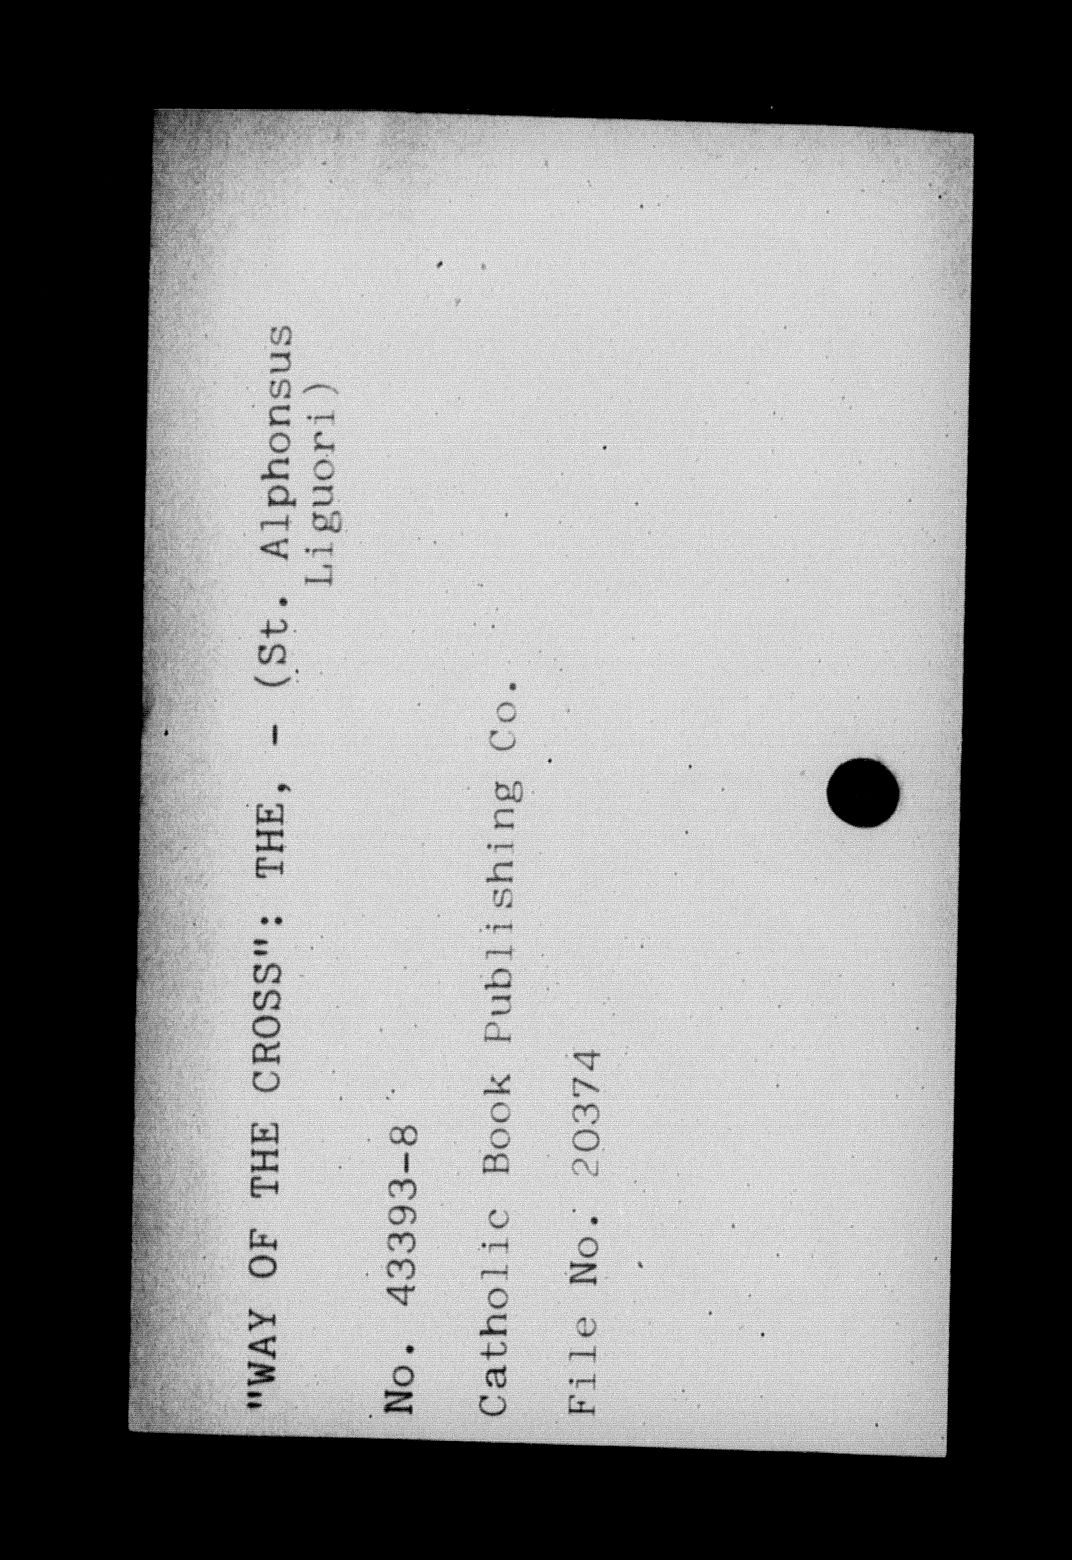 "WAY OF THE CROSS": THE, - (St. Alphonsus
Liguori)
No. 43393-8
Catholic Book Publishing Co.
File No. 20374